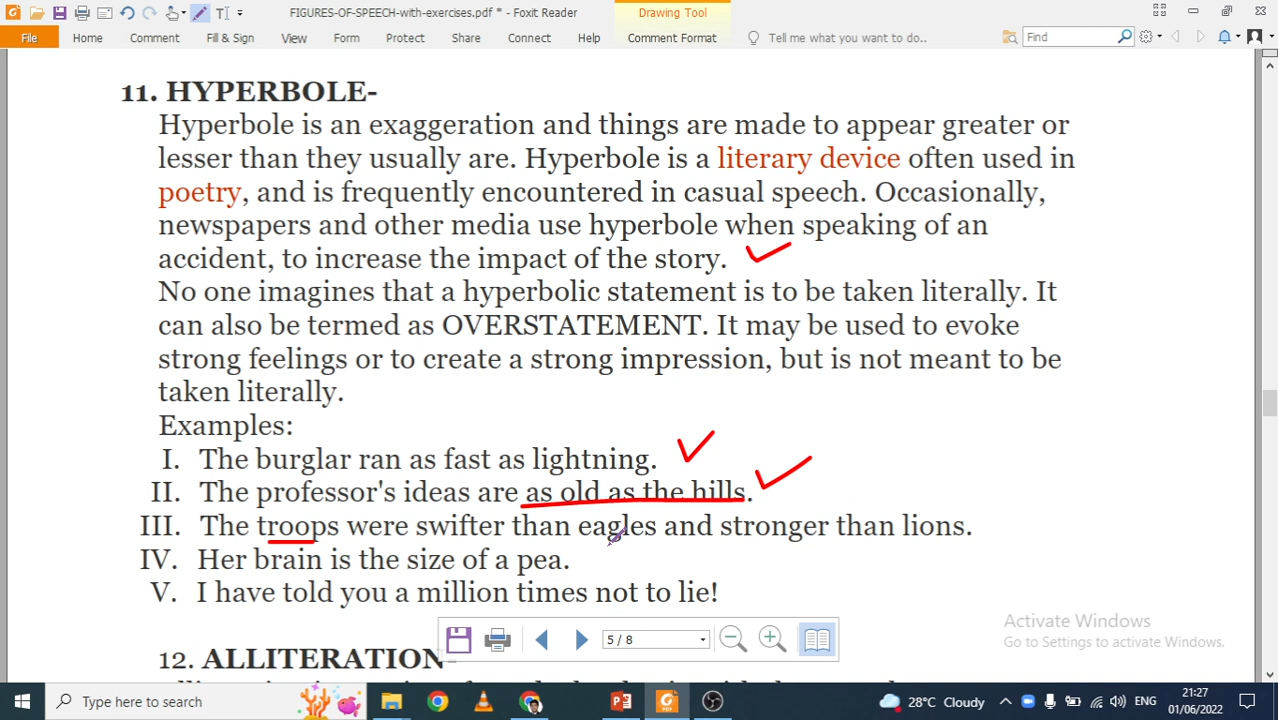 FIGURES-OF-SPEECH-with-exercises.pdf * - Foxit Reader
Drawing Tool
File Home Comment Fill & Sign View Form Protect Share Connect Help Comment Format Tell me what you want to do.. Find
11. HYPERBOLE-
Hyperbole is an exaggeration and things are made to appear greater or
lesser than they usually are. Hyperbole is a literary device often used in
poetry, and is frequently encountered in casual speech. Occasionally,
newspapers and other media use hyperbole when speaking of an
accident, to increase the impact of the story.
No one imagines that a hyperbolic statement is to be taken literally. It
can also be termed as OVERSTATEMENT. It may be used to evoke
strong feelings or to create a strong impression, but is not meant to be
taken literally.
Examples:
I. The burglar ran as fast as lightning.
II. The professor's ideas are as old as the hills.
III. The troops were swifter than eagles and stronger than lions.
IV. Her brain is the size of a pea.
V. I have told you a million times not to lie!
5 / 8
Activate Windows
Go to Settings to activate Windows.
12. ALLITERATION-
Type here to search
28°C Cloudy
ENG
21:27
01/06/2022